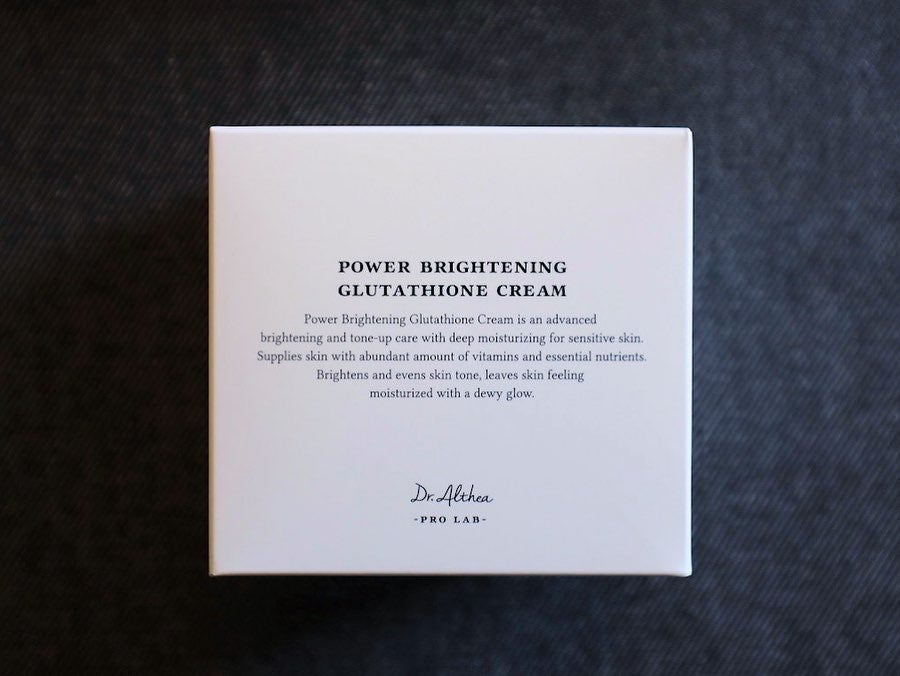 POWER BRIGHTENING
GLUTATHIONE CREAM
Power Brightening Glutathione Cream is an advanced
brightening and tone-up care with deep moisturizing for sensitive skin.
Supplies skin with abundant amount of vitamins and essential nutrients.
Brightens and evens skin tone, leaves skin feeling
moisturized with a dewy glow.
Dr. Althea
-PRO LAB-